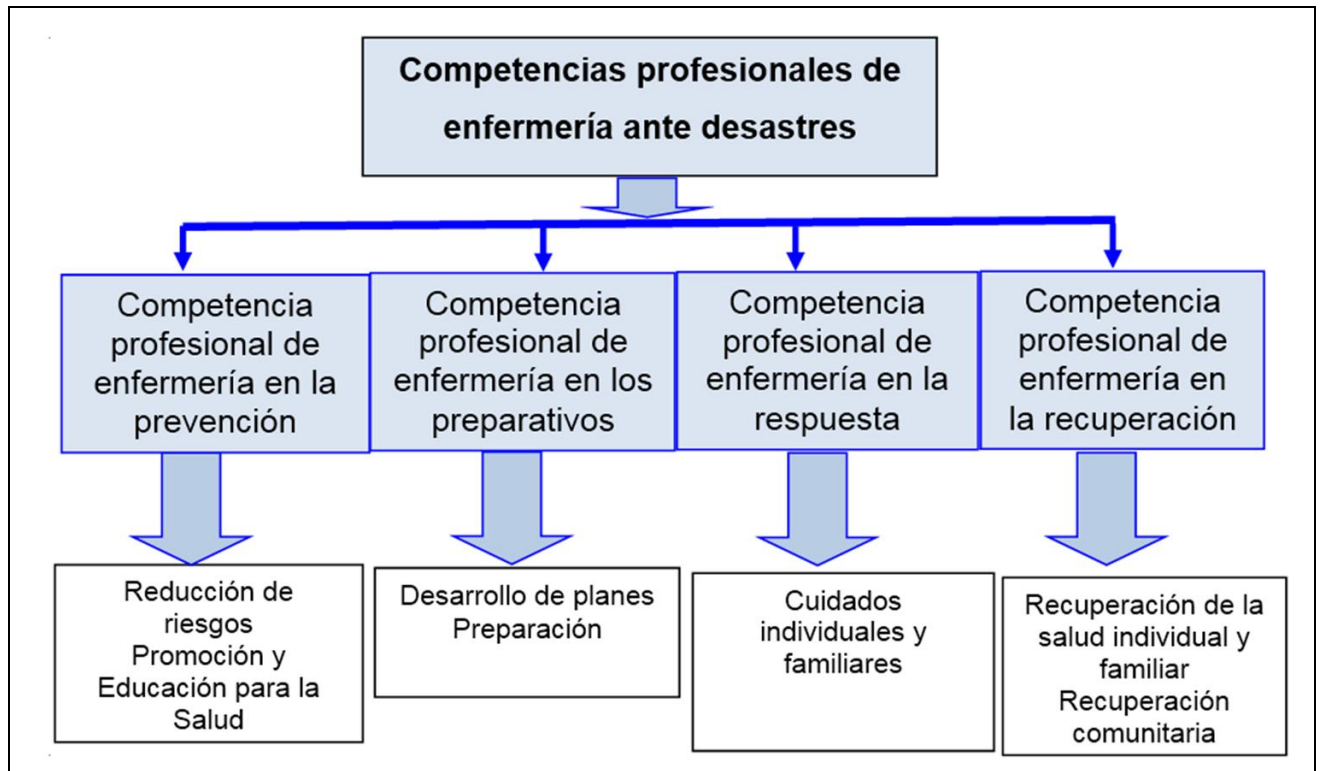 Competencias profesionales de
enfermería ante desastres
Competencia
profesional de
enfermería en la
prevención
Competencia
profesional de
enfermería en los
preparativos
Competencia
profesional de
enfermería en la
respuesta
Competencia
profesional de
enfermería en
la recuperación
Reducción de
riesgos
Promoción y
Educación para la
Salud
Desarrollo de planes
Preparación
Cuidados
individuales y
familiares
Recuperación de la
salud individual y
familiar
Recuperación
comunitaria